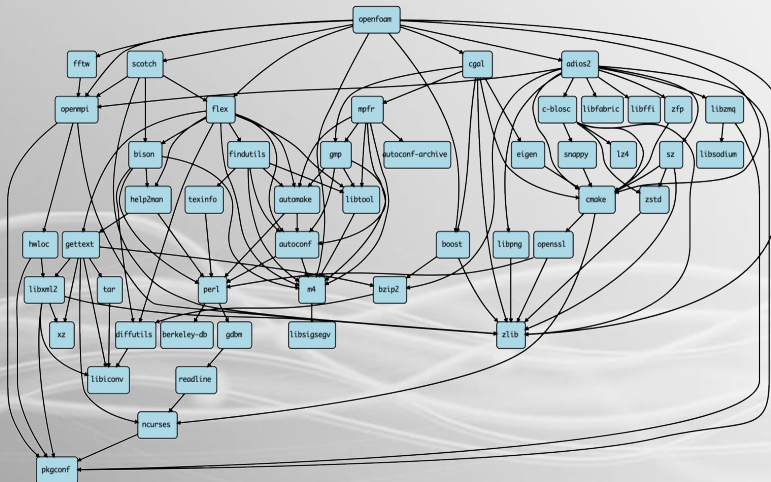 openfoam
fftw scotch cgal adios2
openmpi flex mpfr c-blosc libfabric libffi zfp libzmq
bison findutils gmp autoconf-archive eigen snappy lz4 sz libsodium
help2man texinfo automake libtool cmake zstd
hwloc gettext autoconf boost libpng openssl
libxml2 tar perl m4 bzip2
xz diffutils berkeley-db gdbm libsigsegv zlib
libiconv readline
ncurses
pkgconf